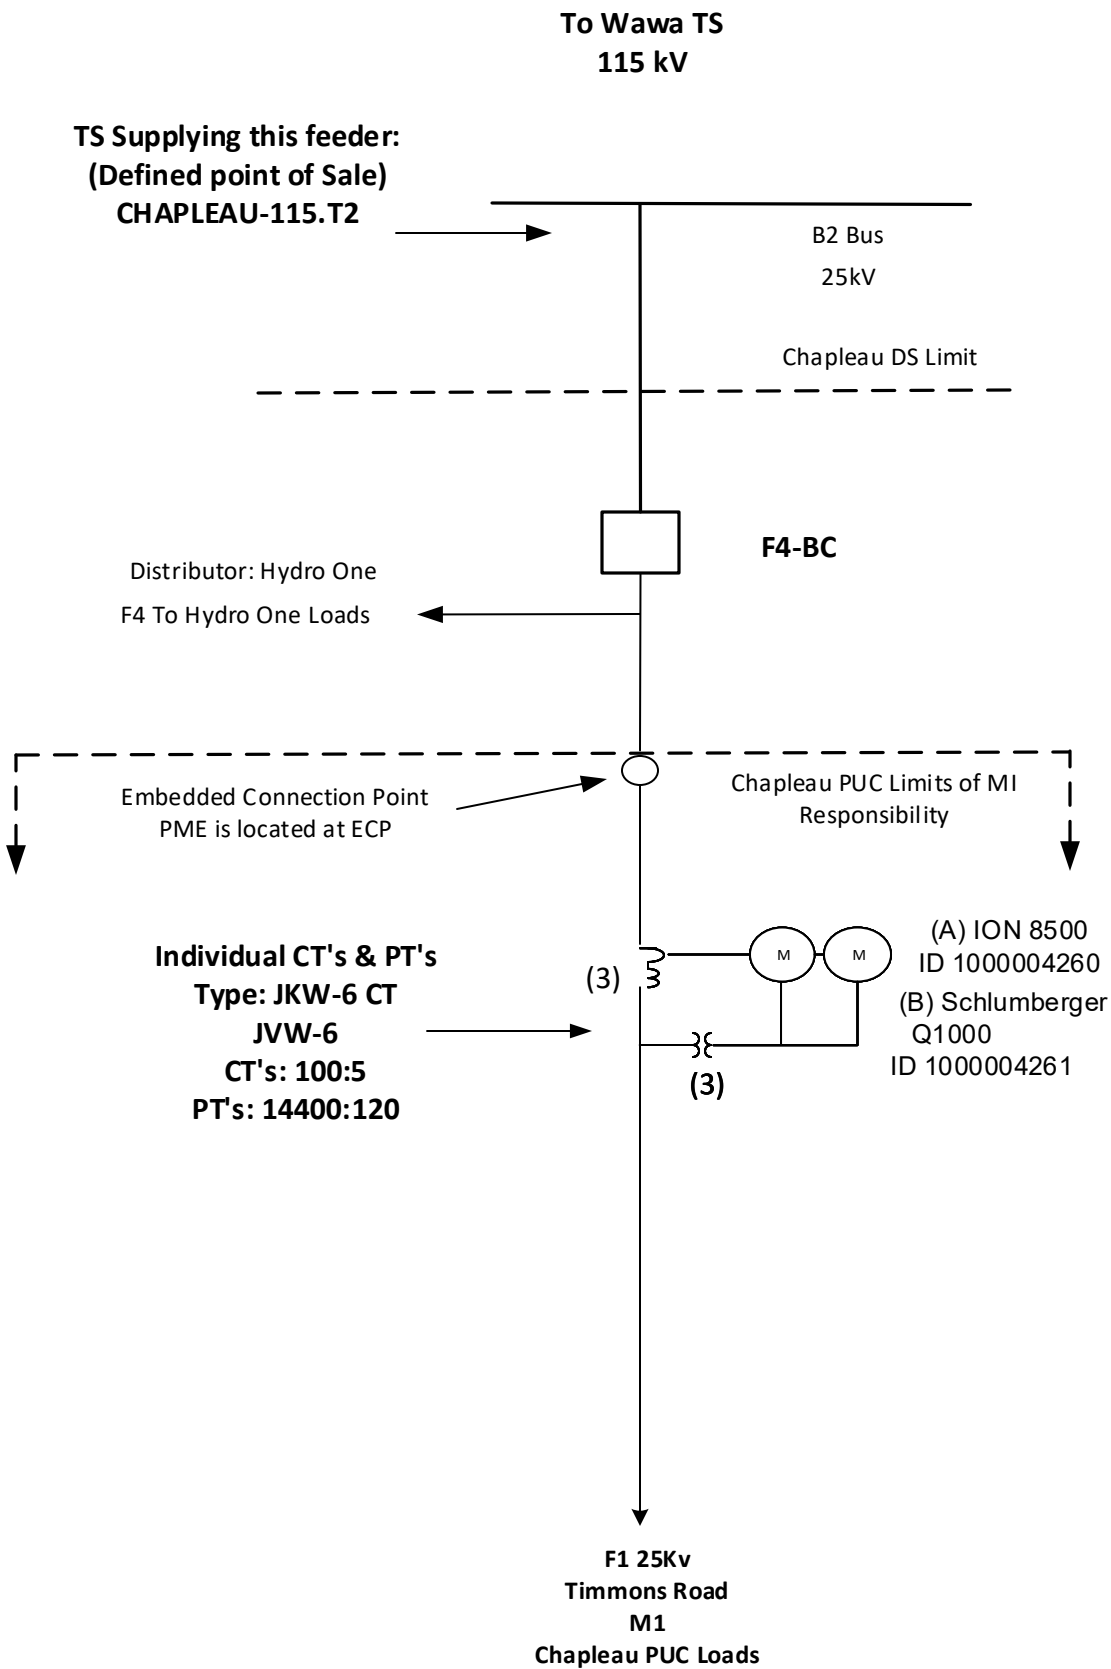 To Wawa TS
115 kV
TS Supplying this feeder:
(Defined point of Sale)
CHAPLEAU-115.T2
B2 Bus
25kV
Chapleau DS Limit
F4-BC
Distributor: Hydro One
F4 To Hydro One Loads
Embedded Connection Point
PME is located at ECP
Chapleau PUC Limits of MI
Responsibility
Individual CT's & PT's
Type: JKW-6 CT
JVW-6
CT's: 100:5
PT's: 14400:120
(3)
M
M
(3)
(A) ION 8500
ID 1000004260
(B) Schlumberger
Q1000
ID 1000004261
F1 25Kv
Timmons Road
M1
Chapleau PUC Loads